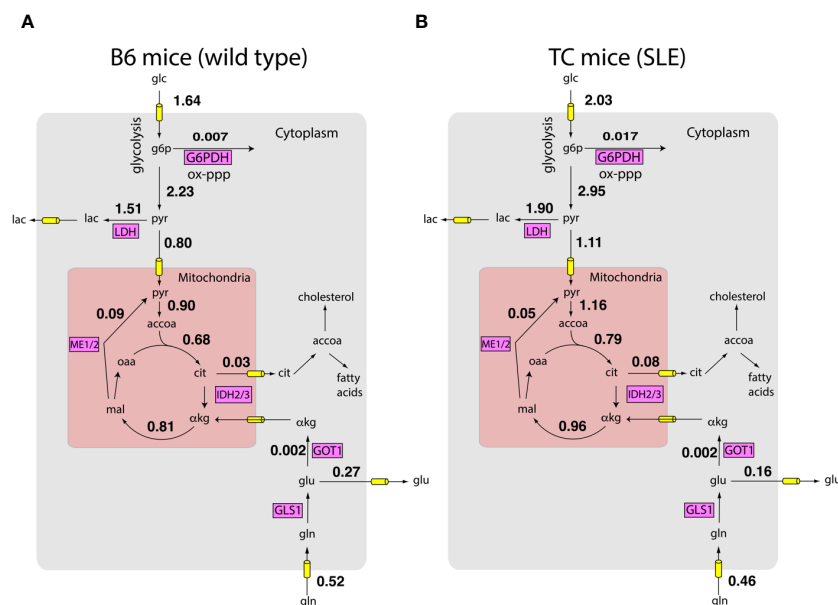 A
B6 mice (wild type)
glc
1.64
Cytoplasm
glycolysis
g6p
0.007
G6PDH
ox-ppp
2.23
lac
lac
1.51
LDH
pyr
0.80
Mitochondria
pyr
0.09
0.90
accoa
ME1/2
0.68
oaa
cit
0.03
cit
IDH2/3
mal
αkg
0.81
cholesterol
accoa
fatty
acids
αkg
0.002
GOT1
0.27
glu
glu
GLS1
gln
0.52
gln
B
TC mice (SLE)
glc
2.03
Cytoplasm
glycolysis
g6p
0.017
G6PDH
ox-ppp
2.95
lac
lac
1.90
LDH
pyr
1.11
Mitochondria
pyr
0.05
1.16
accoa
ME1/2
0.79
oaa
cit
0.08
cit
IDH2/3
mal
αkg
0.96
cholesterol
accoa
fatty
acids
αkg
0.002
GOT1
0.16
glu
glu
GLS1
gln
0.46
gln